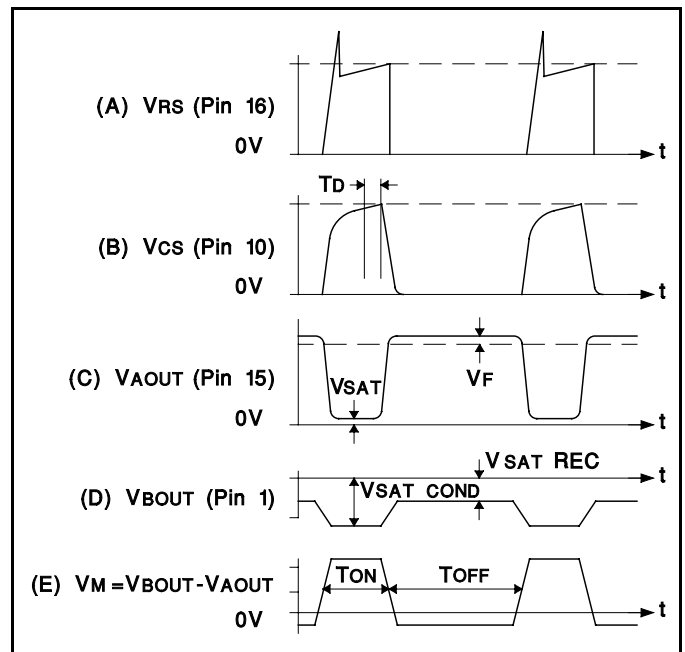 (A) VRS (Pin 16)
0V
t
TD
(B) VCS (Pin 10)
0V
t
(C) VAOUT (Pin 15)
VSAT
VF
0V
t
VSAT REC
t
(D) VBOUT (Pin 1)
VSAT COND
(E) VM=VBOUT-VAOUT
TON
TOFF
0V
t